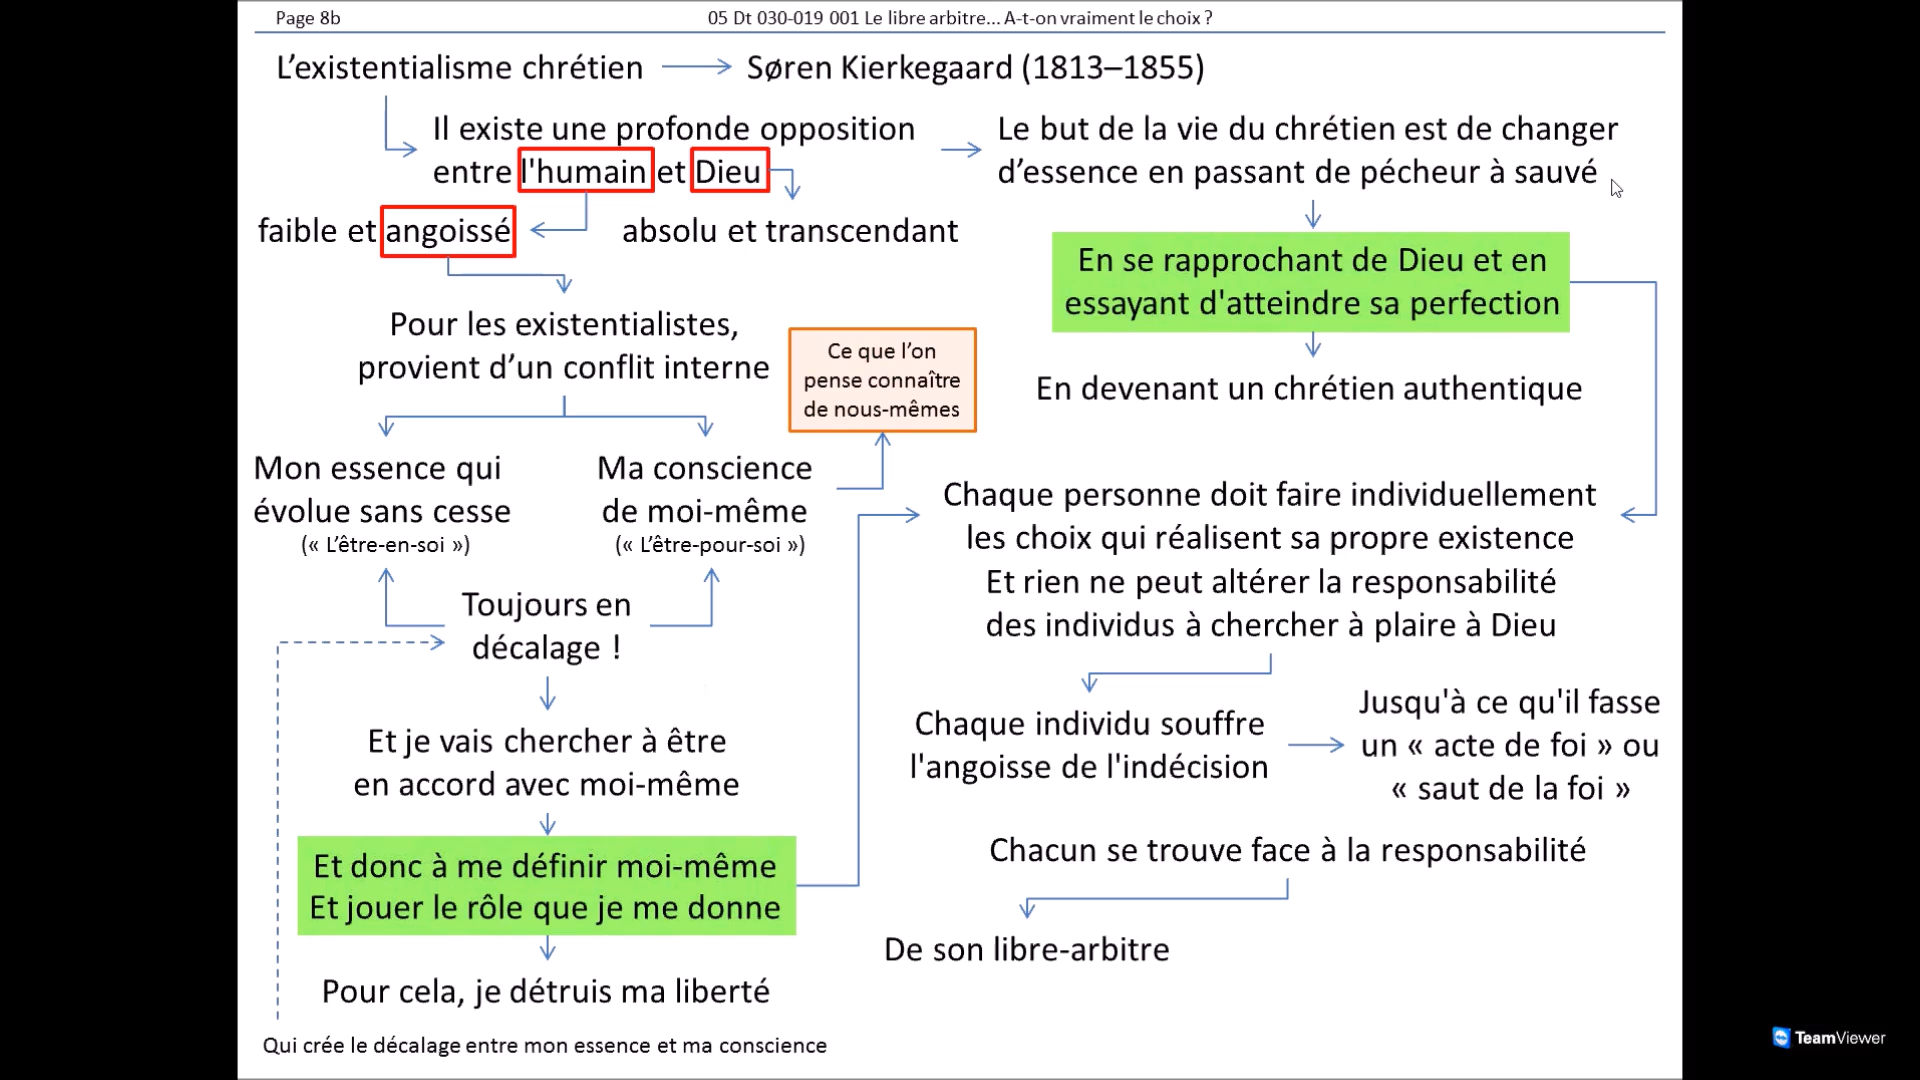 Page 8b
05 Dt 030-019 001 Le libre arbitre... A-t-on vraiment le choix ?
L’existentialisme chrétien
Søren Kierkegaard (1813–1855)
Il existe une profonde opposition
entre l'humain et Dieu
Le but de la vie du chrétien est de changer
d’essence en passant de pécheur à sauvé
faible et angoissé
absolu et transcendant
En se rapprochant de Dieu et en
essayant d'atteindre sa perfection
Pour les existentialistes,
provient d’un conflit interne
Ce que l’on
pense connaître
de nous-mêmes
En devenant un chrétien authentique
Mon essence qui
évolue sans cesse
(« L’être-en-soi »)
Ma conscience
de moi-même
(« L’être-pour-soi »)
Chaque personne doit faire individuellement
les choix qui réalisent sa propre existence
Et rien ne peut altérer la responsabilité
des individus à chercher à plaire à Dieu
Toujours en
décalage !
Et je vais chercher à être
en accord avec moi-même
Chaque individu souffre
l'angoisse de l'indécision
Jusqu'à ce qu'il fasse
un « acte de foi » ou
« saut de la foi »
Et donc à me définir moi-même
Et jouer le rôle que je me donne
Chacun se trouve face à la responsabilité
De son libre-arbitre
Pour cela, je détruis ma liberté
Qui crée le décalage entre mon essence et ma conscience
TeamViewer